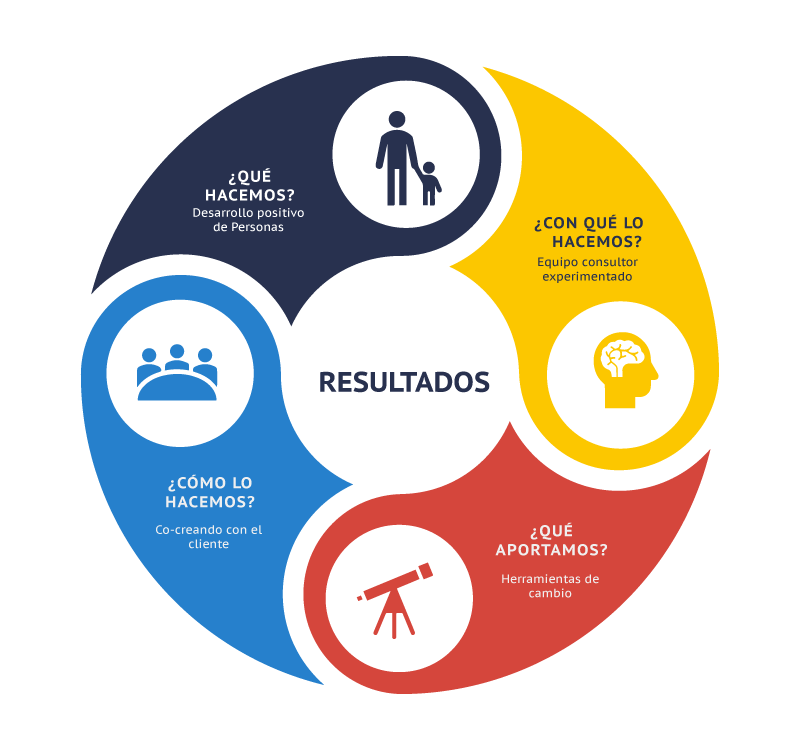 ¿QUÉ
HACEMOS?
Desarrollo positivo
de Personas
¿CON QUÉ LO
HACEMOS?
Equipo consultor
experimentado
RESULTADOS
¿CÓMO LO
HACEMOS?
Co-creando con el
cliente
¿QUÉ
APORTAMOS?
Herramientas de
cambio